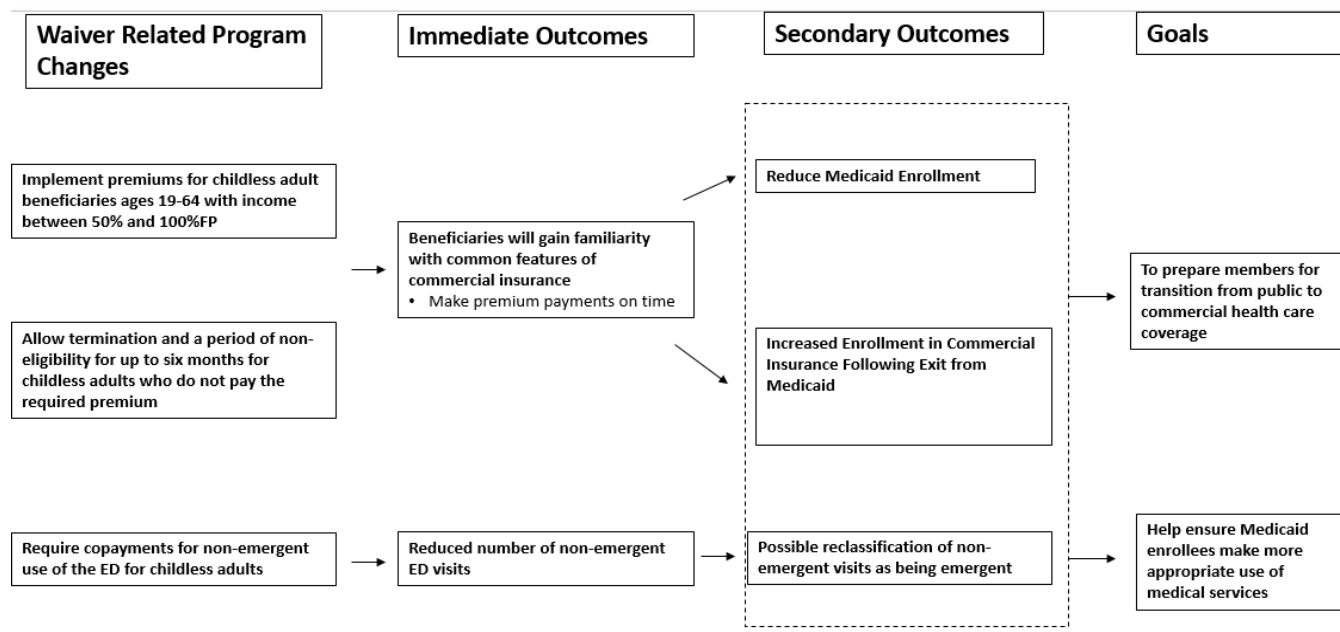 Waiver Related Program
Changes
Immediate Outcomes
Secondary Outcomes
Goals
Implement premiums for childless adult
beneficiaries ages 19-64 with income
between 50% and 100%FP
Allow termination and a period of non-
eligibility for up to six months for
childless adults who do not pay the
required premium
Beneficiaries will gain familiarity
with common features of
commercial insurance
• Make premium payments on time
Reduce Medicaid Enrollment
Increased Enrollment in Commercial
Insurance Following Exit from
Medicaid
To prepare members for
transition from public to
commercial health care
coverage
Require copayments for non-emergent
use of the ED for childless adults
Reduced number of non-emergent
ED visits
Possible reclassification of non-
emergent visits as being emergent
Help ensure Medicaid
enrollees make more
appropriate use of
medical services